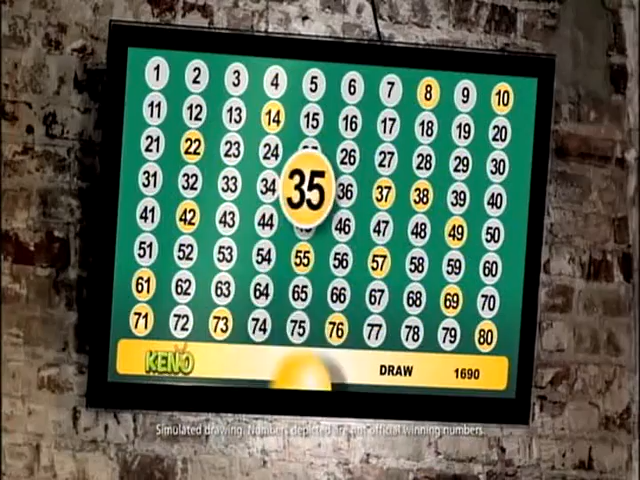 1 2 3 4 5 6 7 8 9 10
11 12 13 14 15 16 17 18 19 20
21 22 23 24 26 27 28 29 30
31 32 33 34 35 36 37 38 39 40
41 42 43 44 46 47 48 49 50
51 52 53 54 55 56 57 58 59 60
61 62 63 64 65 66 67 68 69 70
71 72 73 74 75 76 77 78 79 80
KENO DRAW 1690
Simulated drawing. Numbers depicted are not official winning numbers.